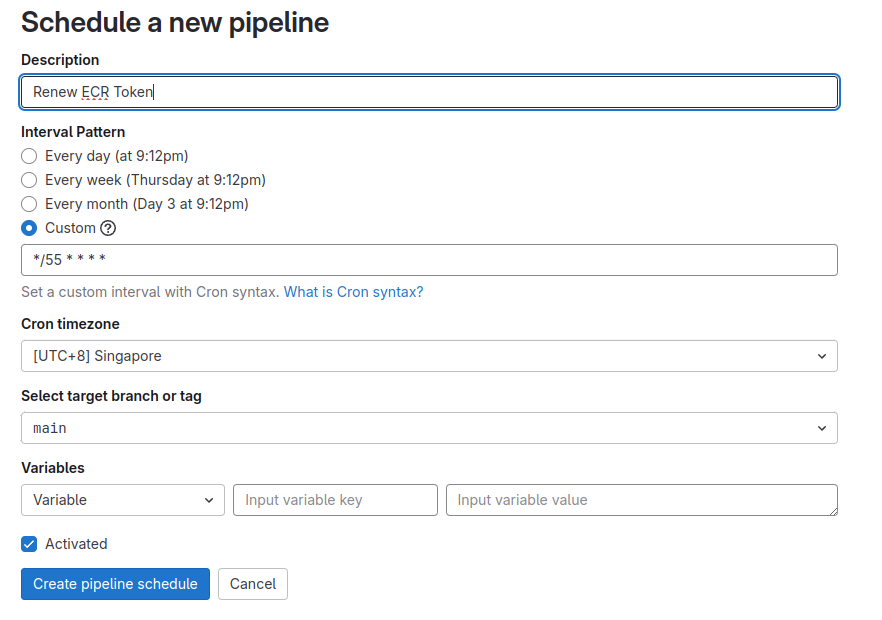 Schedule a new pipeline
Description
Renew ECR Token
Interval Pattern
Every day (at 9:12pm)
Every week (Thursday at 9:12pm)
Every month (Day 3 at 9:12pm)
Custom ?
*/55 * * * *
Set a custom interval with Cron syntax. What is Cron syntax?
Cron timezone
[UTC+8] Singapore
Select target branch or tag
main
Variables
Variable Input variable key Input variable value
Activated
Create pipeline schedule Cancel